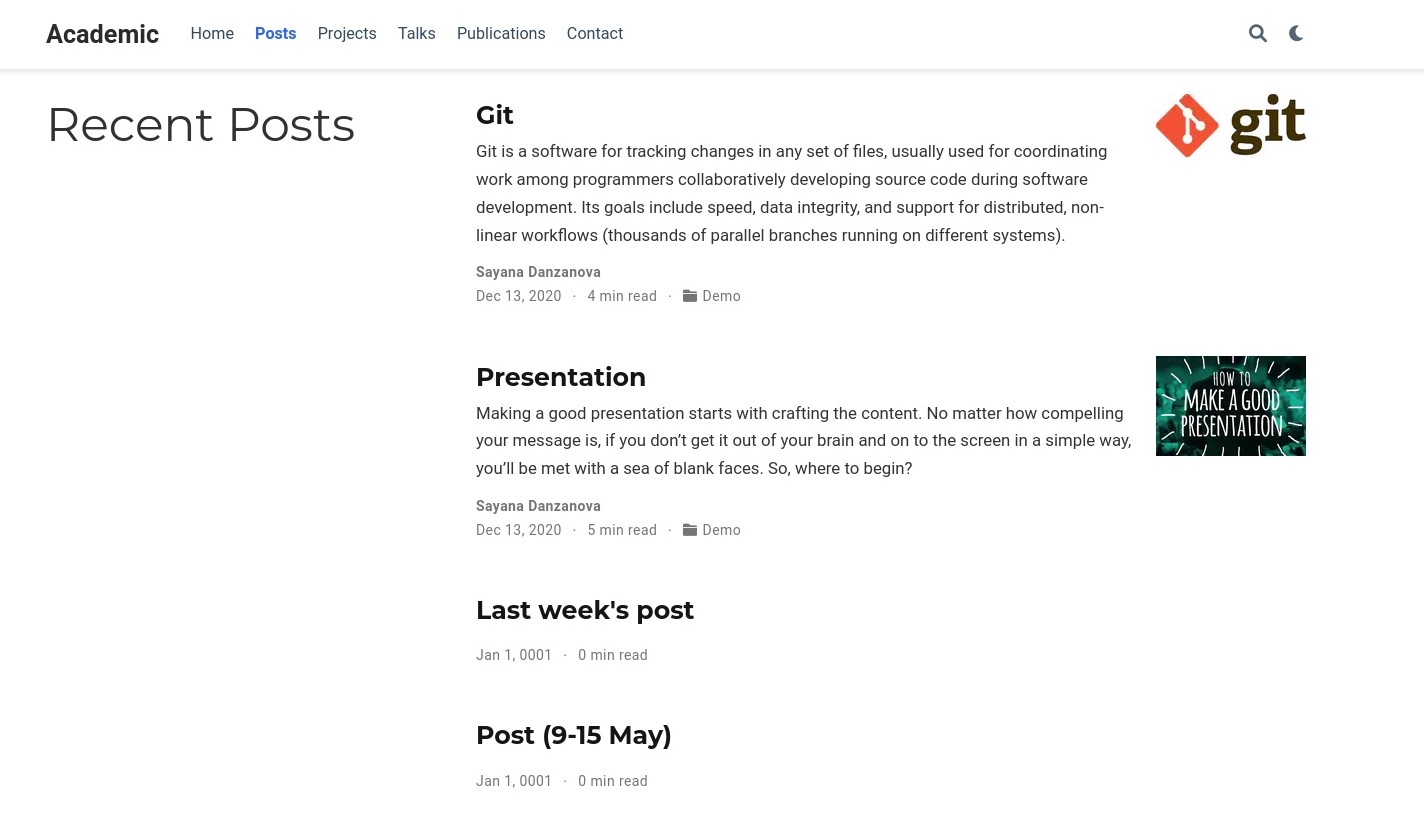 Academic Home Posts Projects Talks Publications Contact
Recent Posts
Git
Git is a software for tracking changes in any set of files, usually used for coordinating
work among programmers collaboratively developing source code during software
development. Its goals include speed, data integrity, and support for distributed, non-
linear workflows (thousands of parallel branches running on different systems).
Sayana Danzanova
Dec 13, 2020 · 4 min read · Demo
git
Presentation
Making a good presentation starts with crafting the content. No matter how compelling
your message is, if you don’t get it out of your brain and on to the screen in a simple way,
you’ll be met with a sea of blank faces. So, where to begin?
Sayana Danzanova
Dec 13, 2020 · 5 min read · Demo
HOW TO
MAKE A GOOD
PRESENTATION
Last week's post
Jan 1, 0001 · 0 min read
Post (9-15 May)
Jan 1, 0001 · 0 min read